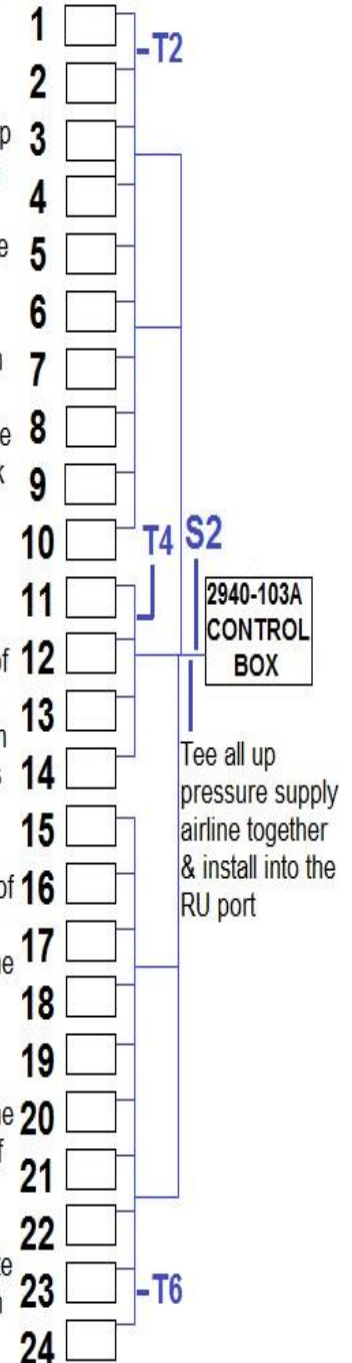 1
T2
2
p 3
4
e 5
6
7
e 8
k 9
10
T4 S2
11
2940-103A
CONTROL
BOX
of 12
13
14
Tee all up
pressure supply
airline together
& install into the
RU port
15
of 16
17
e
18
19
e 20
21
22
e
23
T6
24